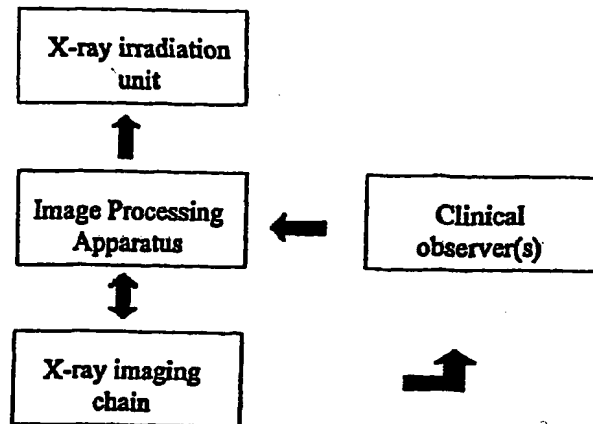 X-ray irradiation
unit
Image Processing
Apparatus
Clinical
observer(s)
X-ray imaging
chain